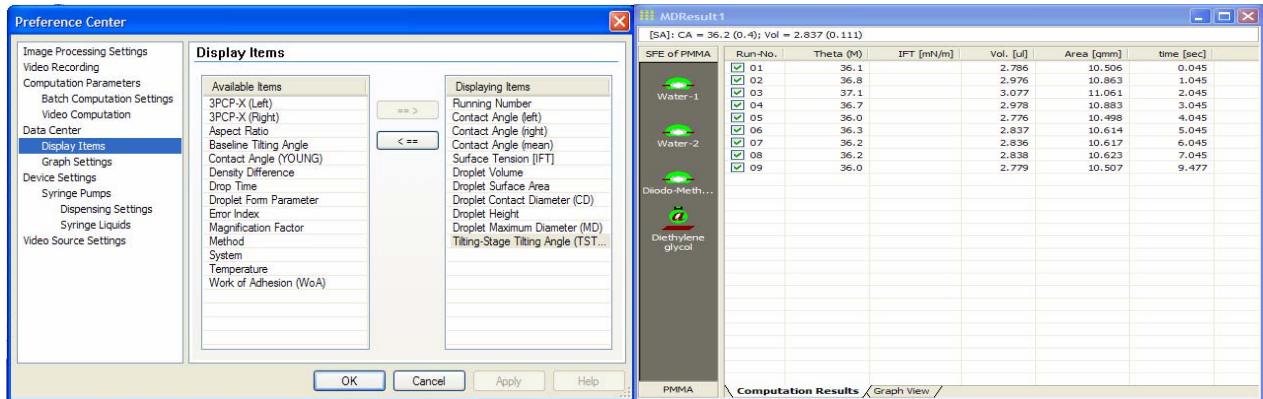 Preference Center
Image Processing Settings
Video Recording
Computation Parameters
Batch Computation Settings
Video Computation
Data Center
Display Items
Graph Settings
Device Settings
Syringe Pumps
Dispensing Settings
Syringe Liquids
Video Source Settings
Display Items
Available Items
3PCP-X (Left)
3PCP-X (Right)
Aspect Ratio
Baseline Tilting Angle
Contact Angle (YOUNG)
Density Difference
Drop Time
Droplet Form Parameter
Error Index
Magnification Factor
Method
System
Temperature
Work of Adhesion (WoA)
== >
< ==
Displaying Items
Running Number
Contact Angle (left)
Contact Angle (right)
Contact Angle (mean)
Surface Tension [IFT]
Droplet Volume
Droplet Surface Area
Droplet Contact Diameter (CD)
Droplet Height
Droplet Maximum Diameter (MD)
Tilting-Stage Tilting Angle (TST...
OK Cancel Apply Help
MDResult1
[SA]: CA = 36.2 (0.4); Vol = 2.837 (0.111)
SFE of PMMA
Water-1
Water-2
Diiodo-Meth...
a
Diethylene
glycol
PMMA
Run-No. Theta (M) IFT [mN/m] Vol. [ul] Area [qmm] time [sec]
01 36.1 2.786 10.506 0.045
02 36.8 2.976 10.863 1.045
03 37.1 3.077 11.061 2.045
04 36.7 2.978 10.883 3.045
05 36.0 2.776 10.498 4.045
06 36.3 2.837 10.614 5.045
07 36.2 2.836 10.617 6.045
08 36.2 2.838 10.623 7.045
09 36.0 2.779 10.507 9.477
Computation Results Graph View